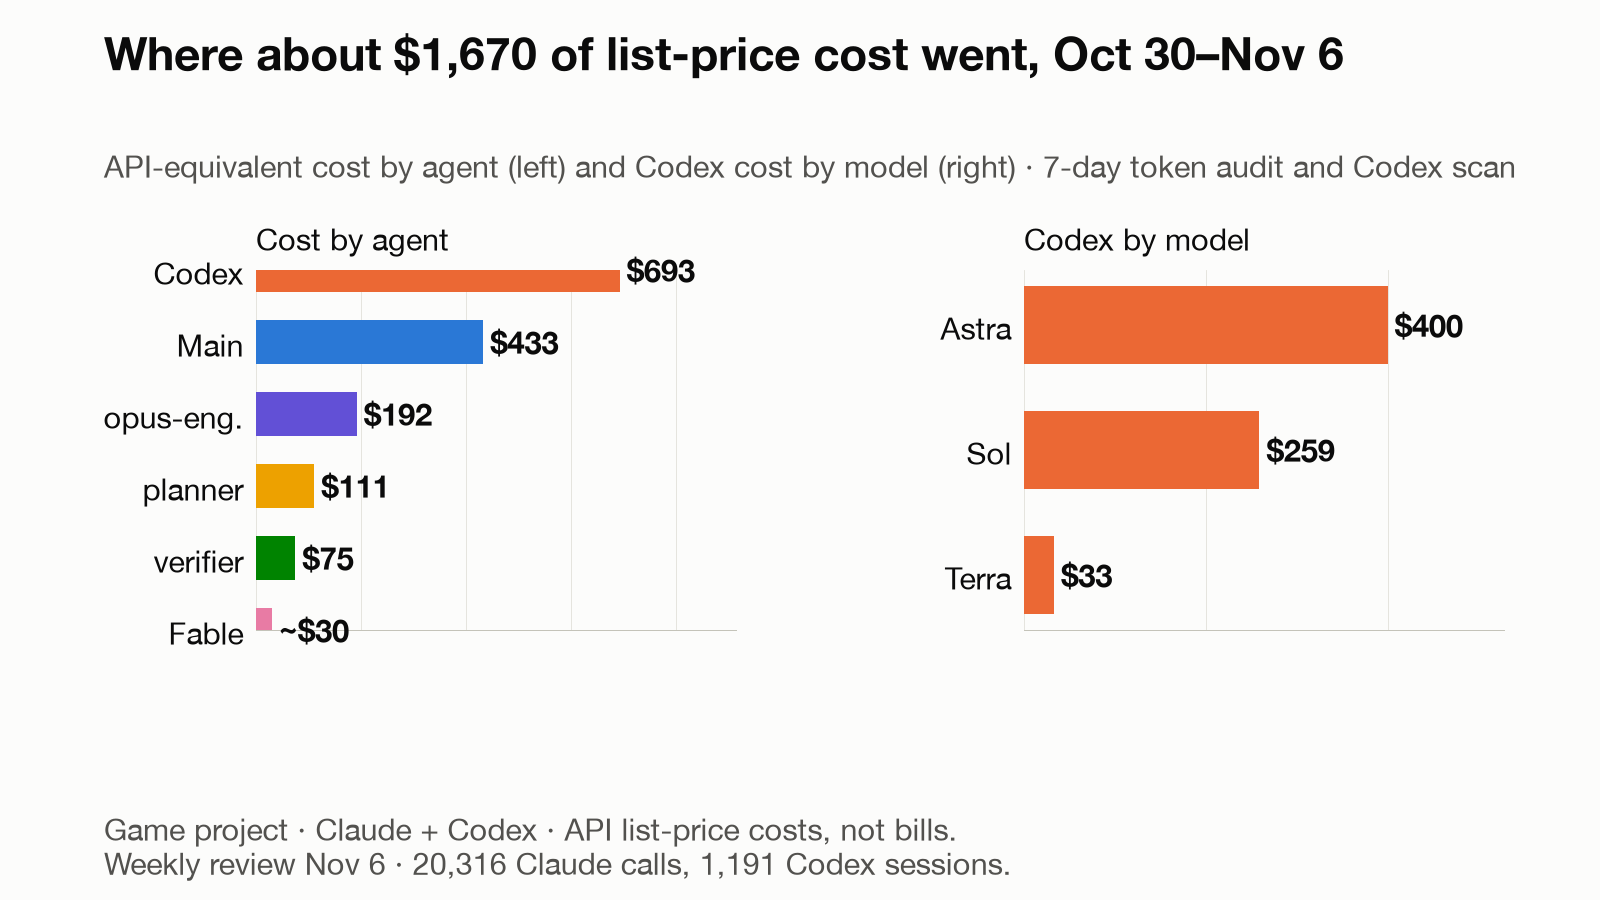 Where about $1,670 of list-price cost went, Oct 30–Nov 6
API-equivalent cost by agent (left) and Codex cost by model (right) · 7-day token audit and Codex scan
Cost by agent
Codex $693
Main $433
opus-eng. $192
planner $111
verifier $75
Fable ~$30
Codex by model
Astra $400
Sol $259
Terra $33
Game project · Claude + Codex · API list-price costs, not bills.
Weekly review Nov 6 · 20,316 Claude calls, 1,191 Codex sessions.